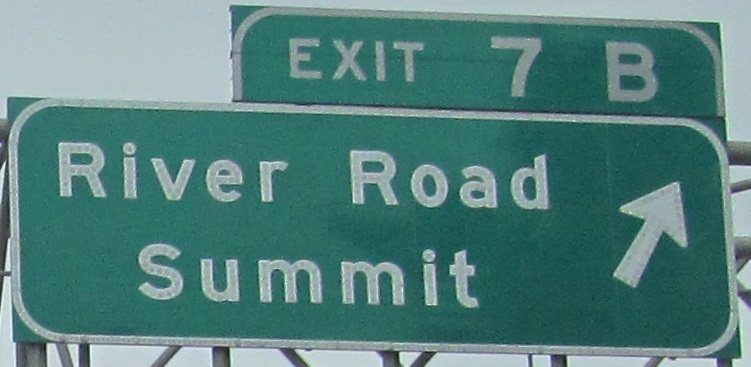 EXIT 7 B
River Road
Summit